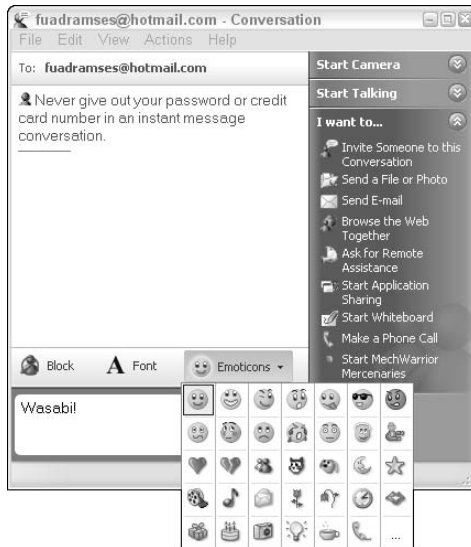 fuadramses@hotmail.com - Conversation
File Edit View Actions Help
To: fuadramses@hotmail.com
Never give out your password or credit
card number in an instant message
conversation.
Start Camera
Start Talking
I want to...
Invite Someone to this
Conversation
Send a File or Photo
Send E-mail
Browse the Web
Together
Ask for Remote
Assistance
Start Application
Sharing
Start Whiteboard
Make a Phone Call
Start MechWarrior
Mercenaries
Block A Font Emoticons
Wasabi!
...